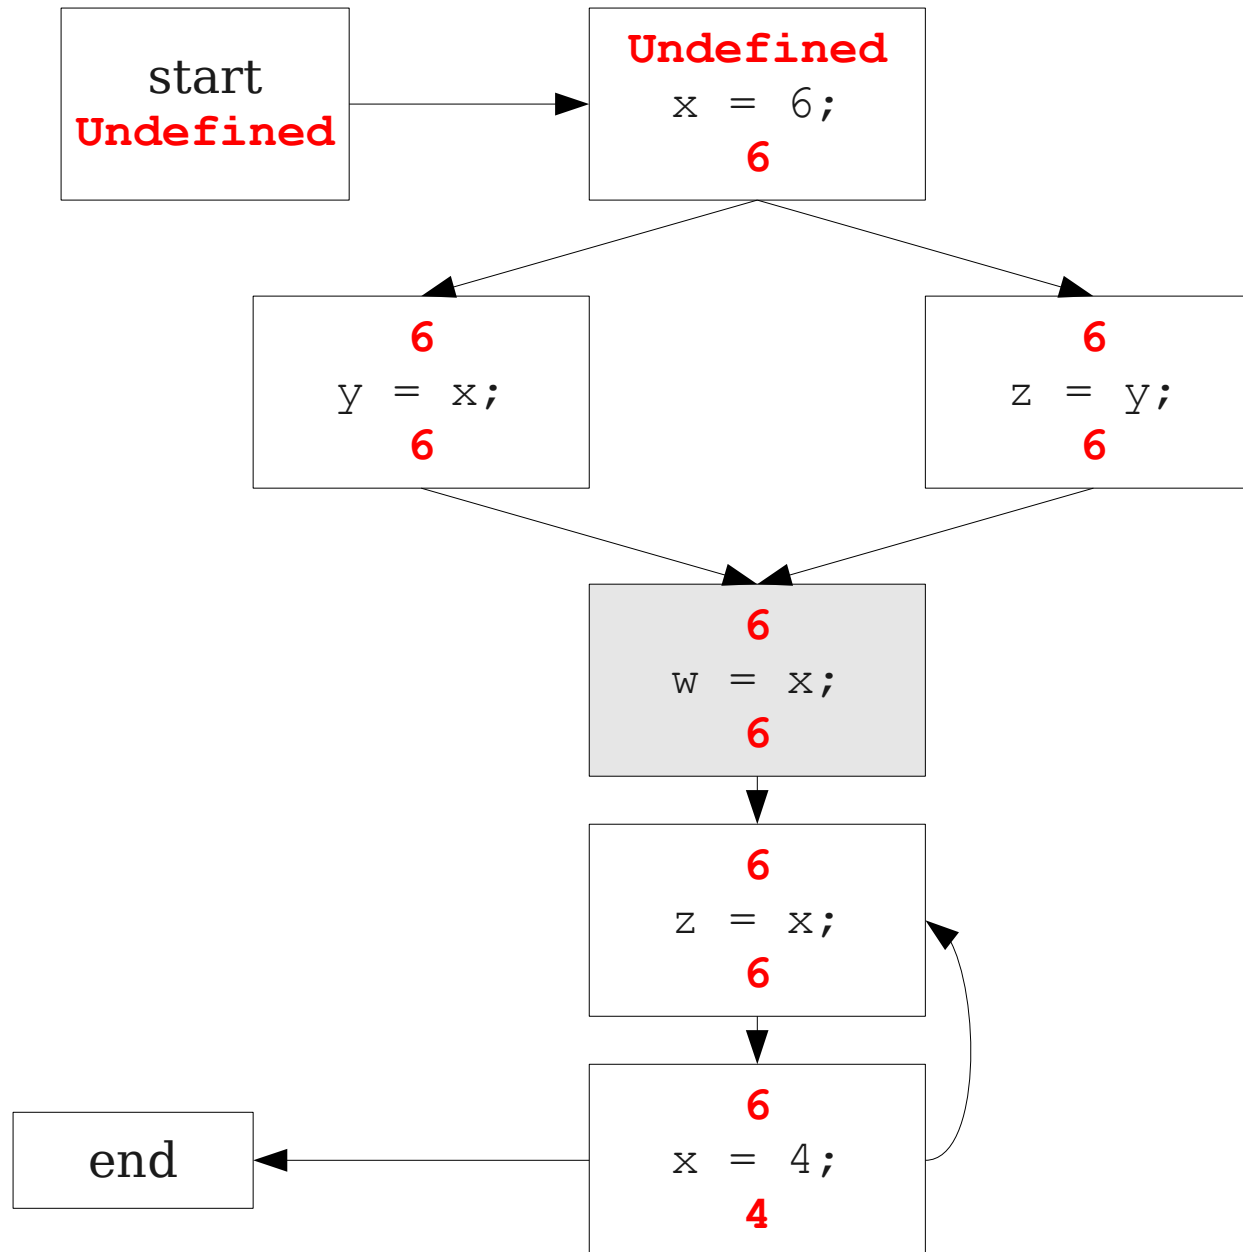 start
Undefined
Undefined
x = 6;
6
6
y = x;
6
6
z = y;
6
6
w = x;
6
6
z = x;
6
6
x = 4;
4
end